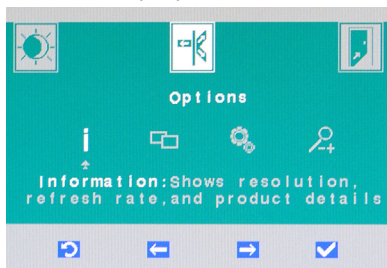 Options
i
Information:Shows resolution,
refresh rate,and product details